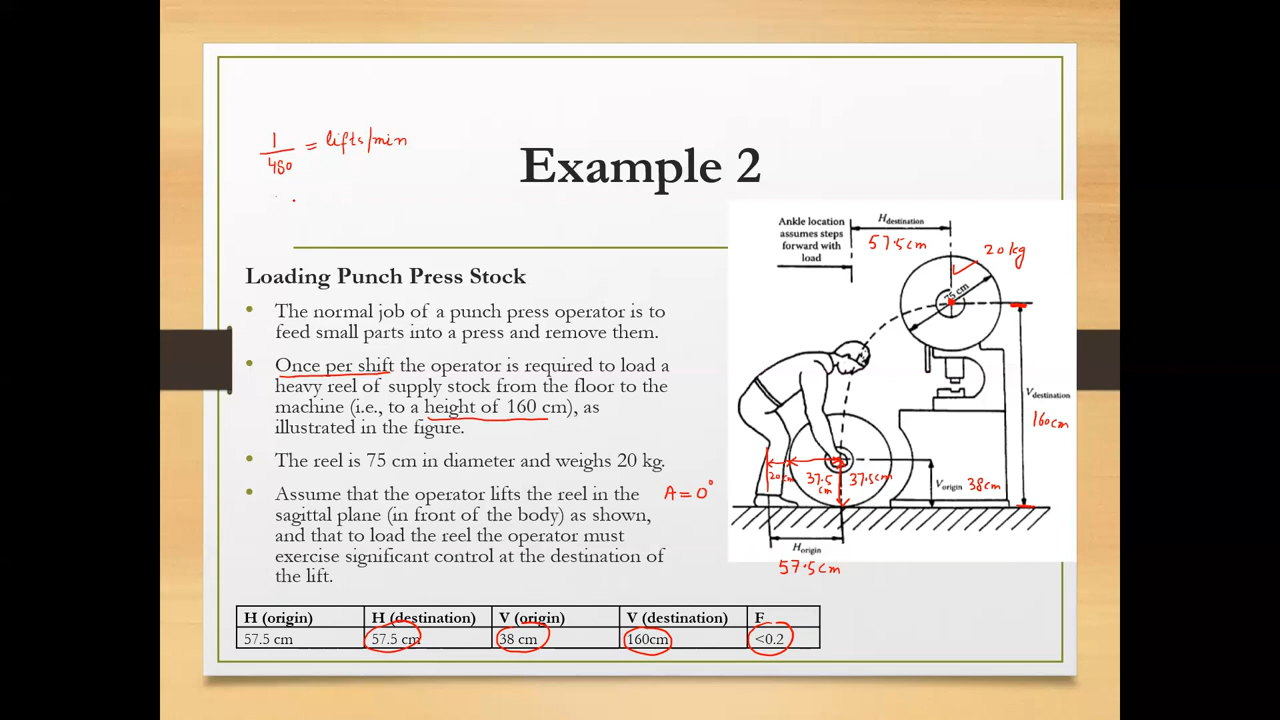 1
480 = lifts/min
Example 2
Loading Punch Press Stock
• The normal job of a punch press operator is to
feed small parts into a press and remove them.
• Once per shift the operator is required to load a
heavy reel of supply stock from the floor to the
machine (i.e., to a height of 160 cm), as
illustrated in the figure.
• The reel is 75 cm in diameter and weighs 20 kg.
• Assume that the operator lifts the reel in the
sagittal plane (in front of the body) as shown,
and that to load the reel the operator must
exercise significant control at the destination of
the lift.
A = 0°
Ankle location
assumes steps
forward with
load
Hdestination
57.5cm
20 kg
75 cm
Vdestination
160cm
20 cm
37.5
cm
37.5cm
Vorigin 38cm
Horigin
57.5cm
H (origin) H (destination) V (origin) V (destination) F
57.5 cm 57.5 cm 38 cm 160cm <0.2